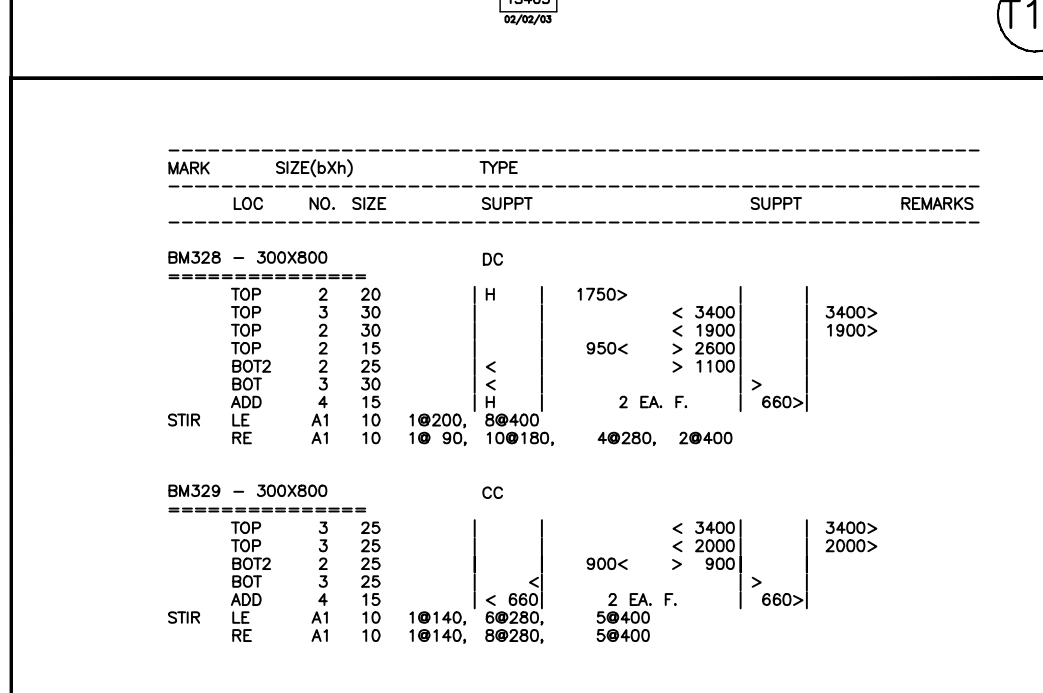 02/02/03
T1
MARK SIZE(bXh) TYPE
LOC NO. SIZE SUPPT SUPPT REMARKS
BM328 - 300X800 DC
TOP 2 20 H 1750>
TOP 3 30 < 3400 3400>
TOP 2 30 < 1900 1900>
TOP 2 15 950< > 2600
BOT2 2 25 < > 1100
BOT 3 30 < >
ADD 4 15 H 2 EA. F. 660>
STIR LE A1 10 1@200, 8@400
RE A1 10 1@ 90, 10@180, 4@280, 2@400
BM329 - 300X800 CC
TOP 3 25 < 3400 3400>
TOP 3 25 < 2000 2000>
BOT2 2 25 900< > 900
BOT 3 25 < >
ADD 4 15 < 660 2 EA. F. 660>
STIR LE A1 10 1@140, 6@280, 5@400
RE A1 10 1@140, 8@280, 5@400